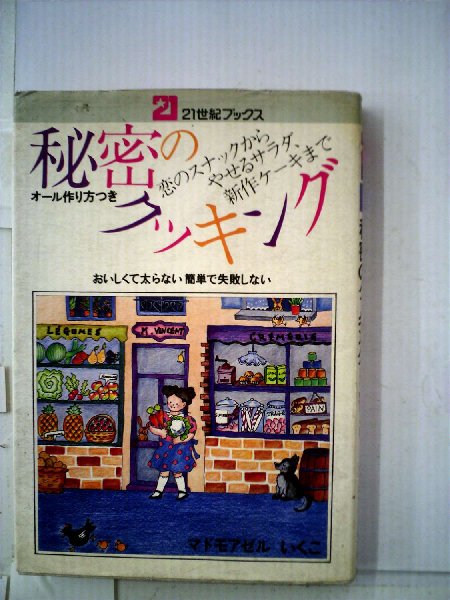 21
21世紀ブックス
秘密の
クッキング
オール作り方つき
恋のスナックから
やせるサラダ、
新作ケーキまで
おいしくて太らない 簡単で失敗しない
LÉGUMES
M. VINCENT
CRÉMERIE
PAIN
マドモアゼル いくこ